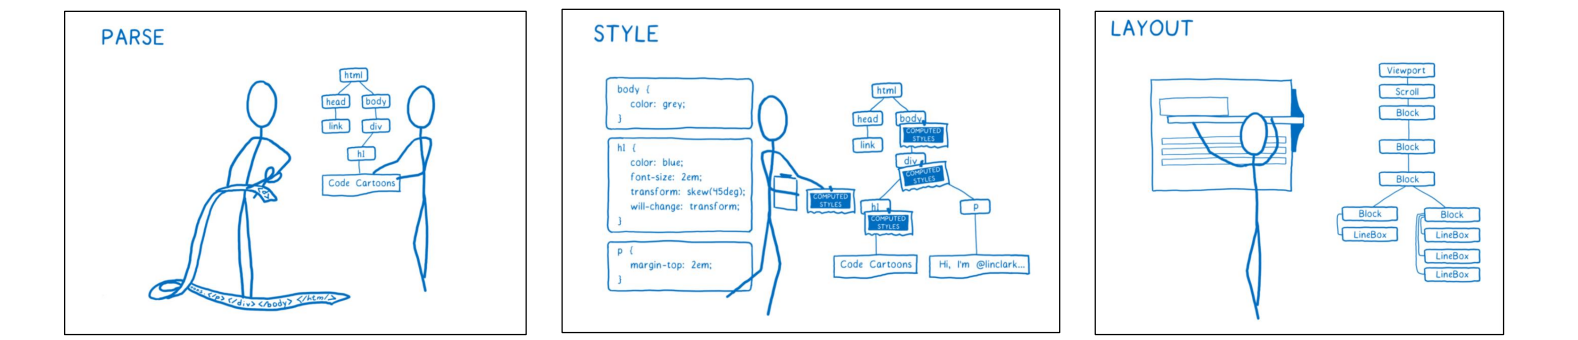 PARSE
html
head body
link div
h1
Code Cartoons
</p> </div> </body> </html>
STYLE
body {
color: grey;
}
h1 {
color: blue;
font-size: 2em;
transform: skew(45deg);
will-change: transform;
}
p {
margin-top: 2em;
}
html
head body
COMPUTED
STYLES
link
div
COMPUTED
STYLES
COMPUTED
STYLES
h1 p
COMPUTED
STYLES
Code Cartoons Hi, I'm @linclark...
LAYOUT
Viewport
Scroll
Block
Block
Block
Block Block
LineBox LineBox
LineBox
LineBox